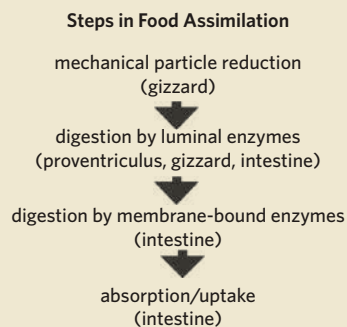 Steps in Food Assimilation
mechanical particle reduction
(gizzard)
digestion by luminal enzymes
(proventriculus, gizzard, intestine)
digestion by membrane-bound enzymes
(intestine)
absorption/uptake
(intestine)